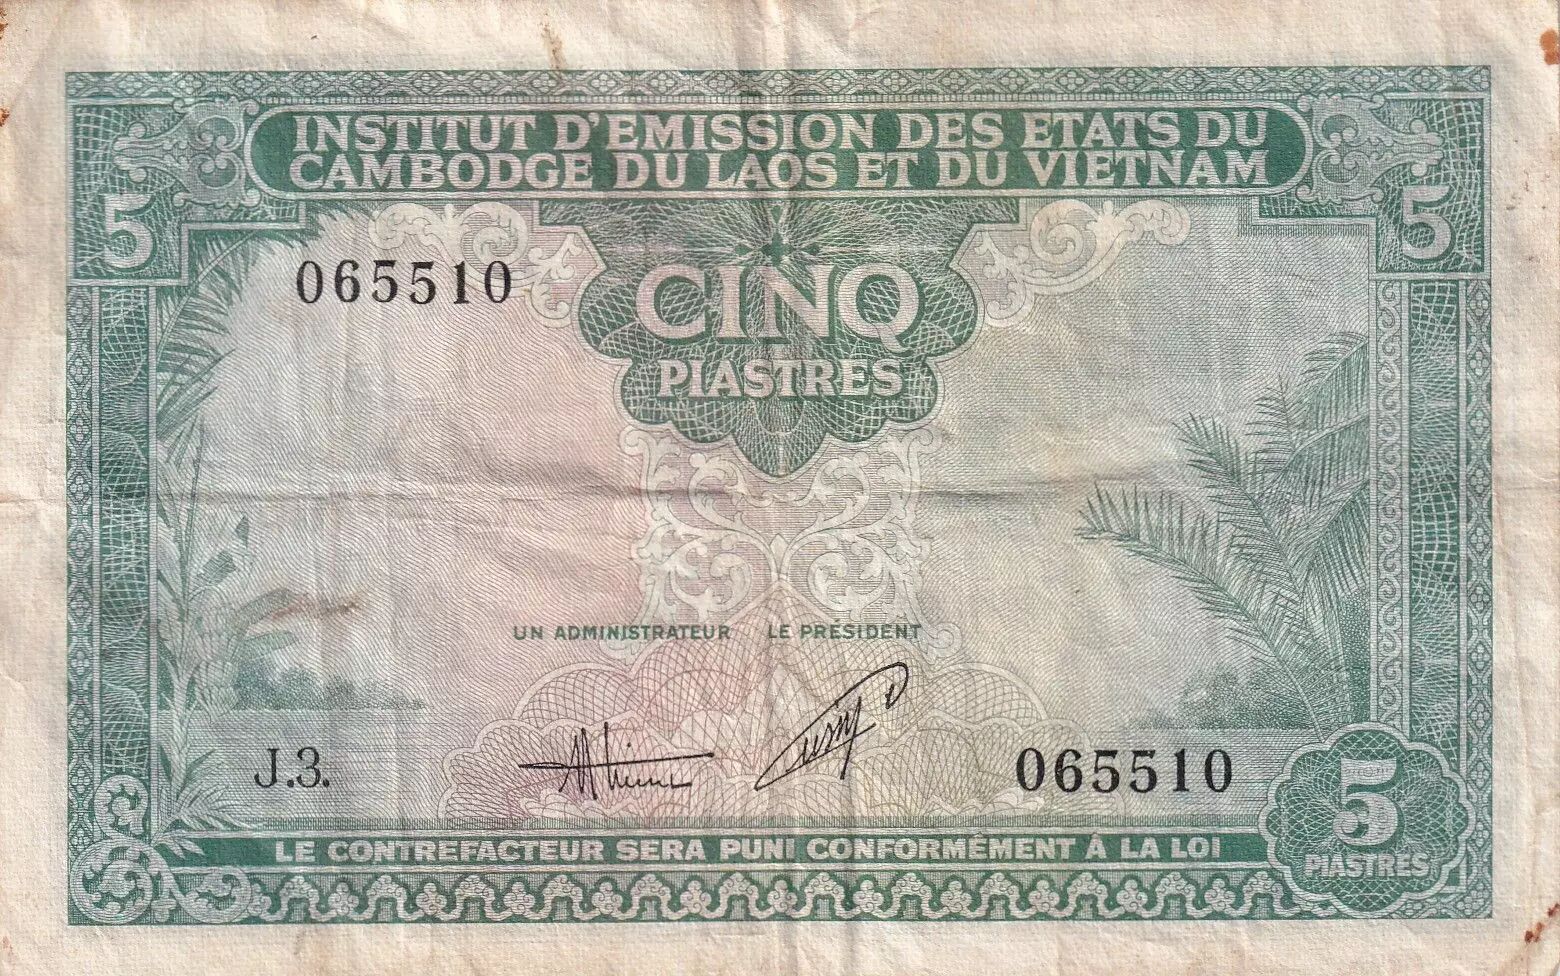 INSTITUT D'EMISSION DES ETATS DU
CAMBODGE DU LAOS ET DU VIETNAM
5
5
065510
CINQ
PIASTRES
UN ADMINISTRATEUR LE PRÉSIDENT
J.3.
065510
5
PIASTRES
LE CONTREFACTEUR SERA PUNI CONFORMÉMENT À LA LOI